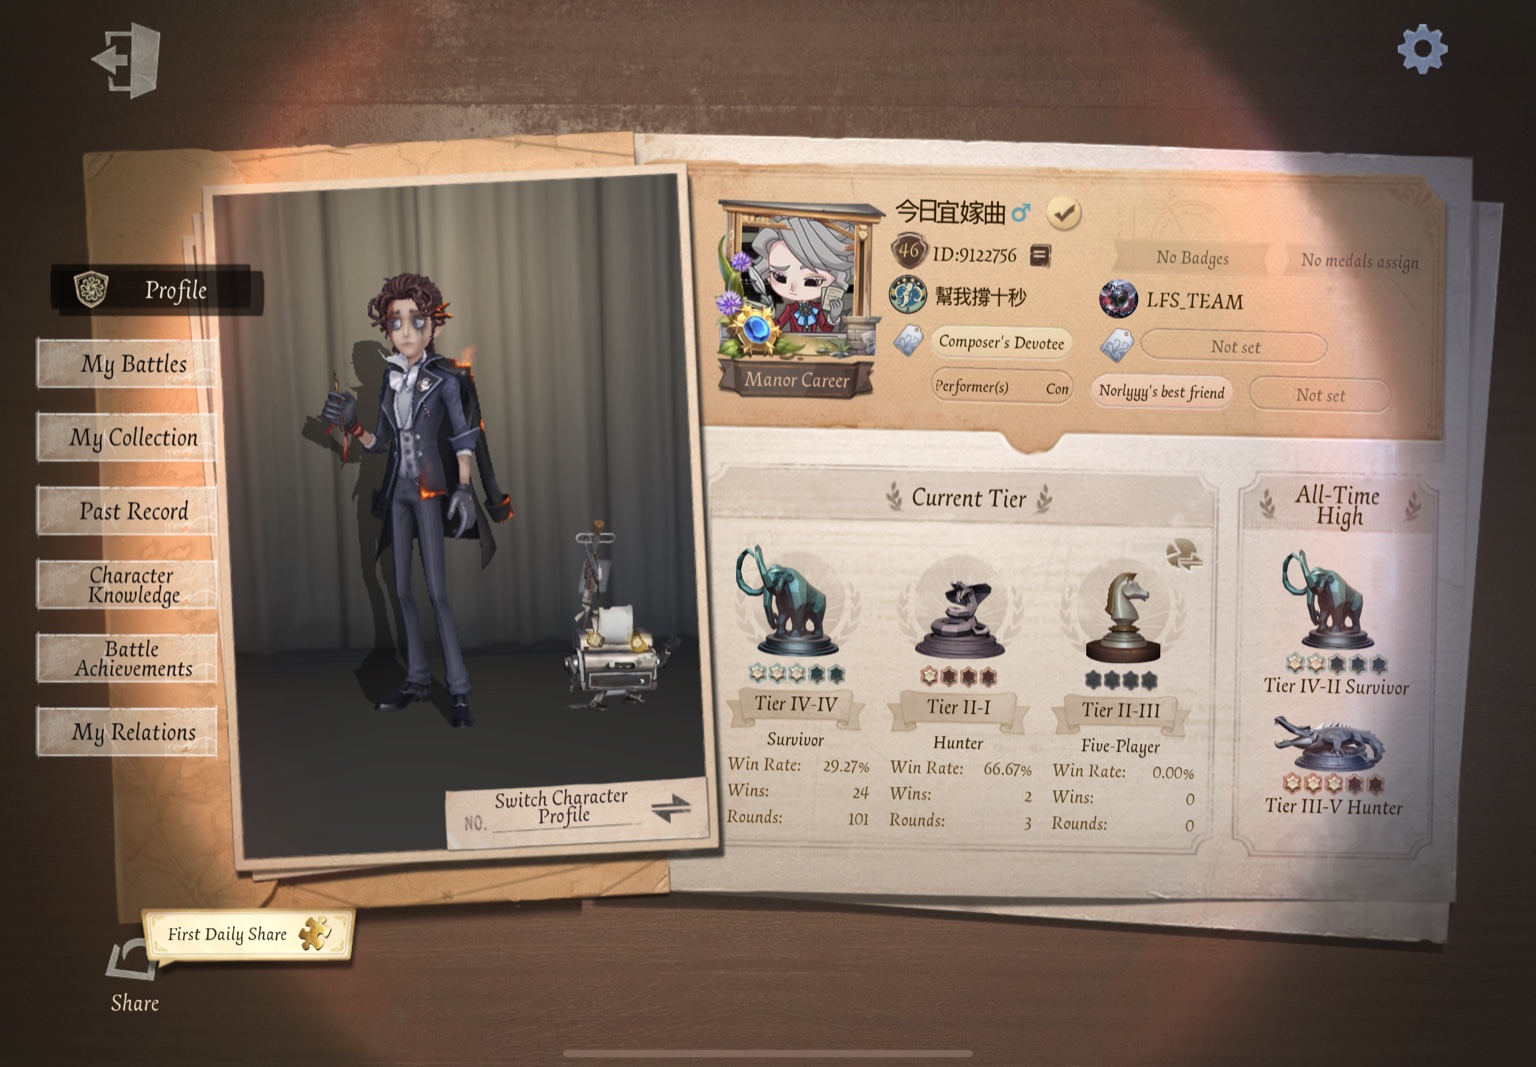 Profile
My Battles
My Collection
Past Record
Character
Knowledge
Battle
Achievements
My Relations
Switch Character
Profile
NO.
First Daily Share
Share
今日宜嫁曲
46
ID:9122756
幫我撐十秒
Manor Career
No Badges
No medals assign
LFS_TEAM
Composer's Devotee
Not set
Performer(s)
Con
Norlyyy's best friend
Not set
Current Tier
Tier IV-IV
Survivor
Win Rate: 29.27%
Wins: 24
Rounds: 101
Tier II-I
Hunter
Win Rate: 66.67%
Wins: 2
Rounds: 3
Tier II-III
Five-Player
Win Rate: 0.00%
Wins: 0
Rounds: 0
All-Time
High
Tier IV-II Survivor
Tier III-V Hunter